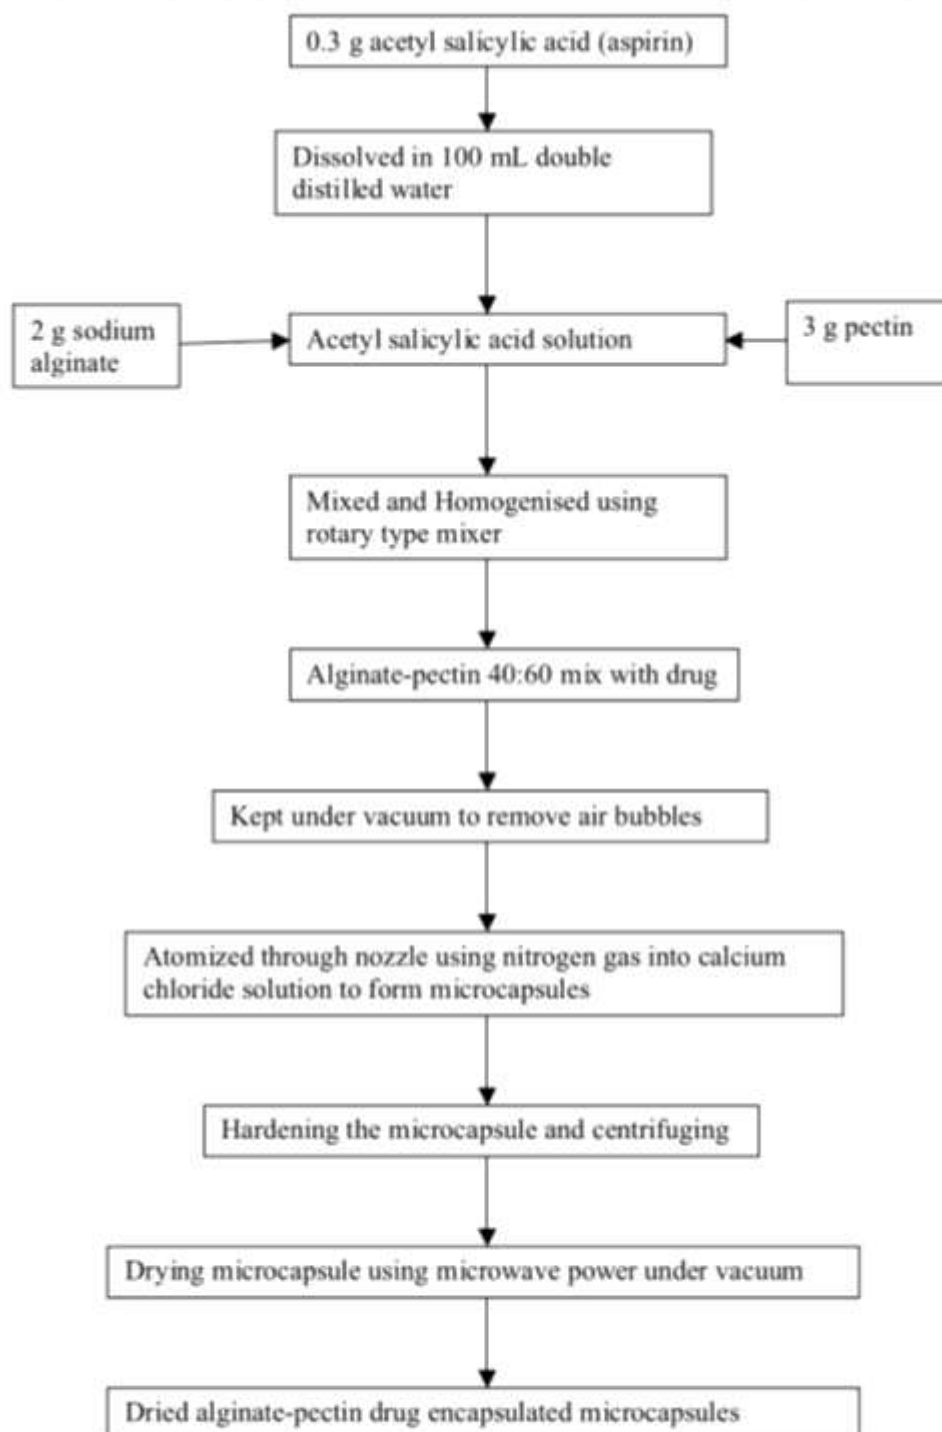 0.3 g acetyl salicylic acid (aspirin)
Dissolved in 100 mL double
distilled water
2 g sodium
alginate
Acetyl salicylic acid solution
3 g pectin
Mixed and Homogenised using
rotary type mixer
Alginate-pectin 40:60 mix with drug
Kept under vacuum to remove air bubbles
Atomized through nozzle using nitrogen gas into calcium
chloride solution to form microcapsules
Hardening the microcapsule and centrifuging
Drying microcapsule using microwave power under vacuum
Dried alginate-pectin drug encapsulated microcapsules